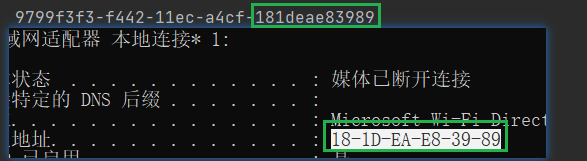 9799f3f3-f442-11ec-a4cf-181deae83989
域网适配器 本地连接* 1:
状态 . . . . . . . . . . . . : 媒体已断开连接
特定的 DNS 后缀 . . . . . . . :
. . . . . . . . . . . . . . : Microsoft Wi-Fi Direct
地址. . . . . . . . . . . . . : 18-1D-EA-E8-39-89